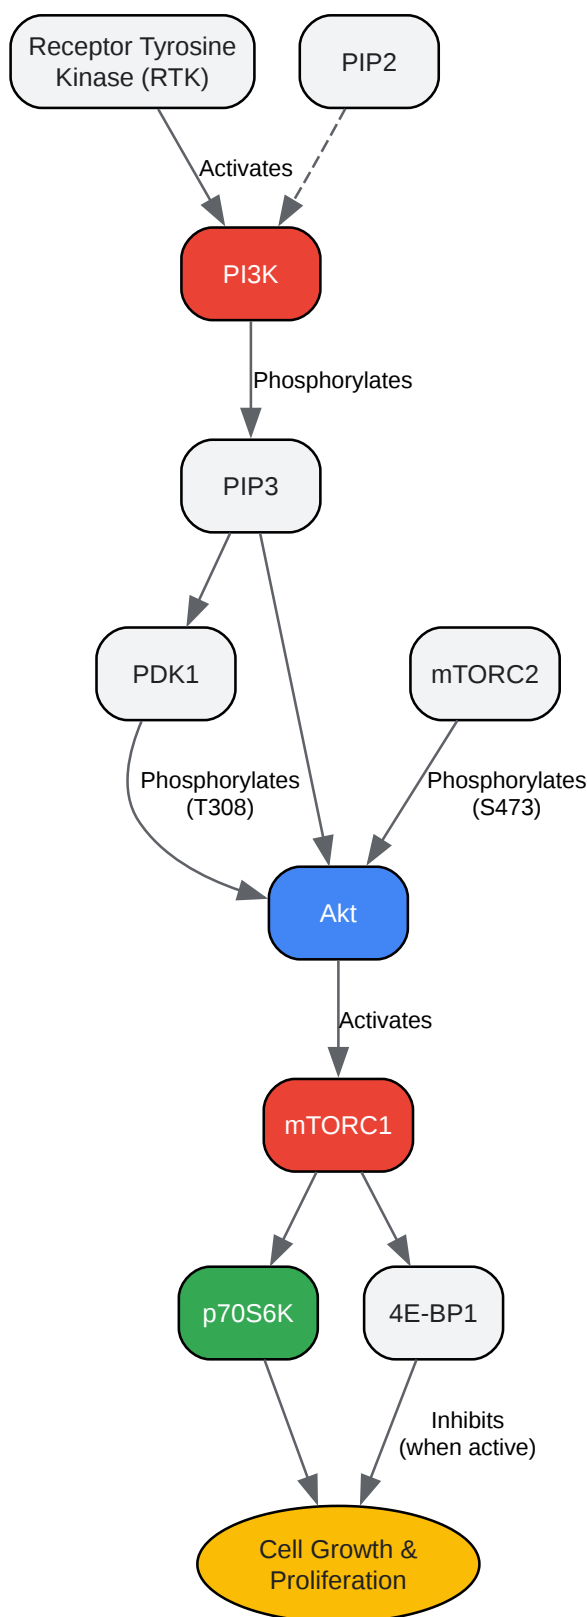 Receptor Tyrosine
Kinase (RTK)
PIP2
Activates
PI3K
Phosphorylates
PIP3
PDK1
mTORC2
Phosphorylates
(T308)
Phosphorylates
(S473)
Akt
Activates
mTORC1
p70S6K
4E-BP1
Inhibits
(when active)
Cell Growth &
Proliferation